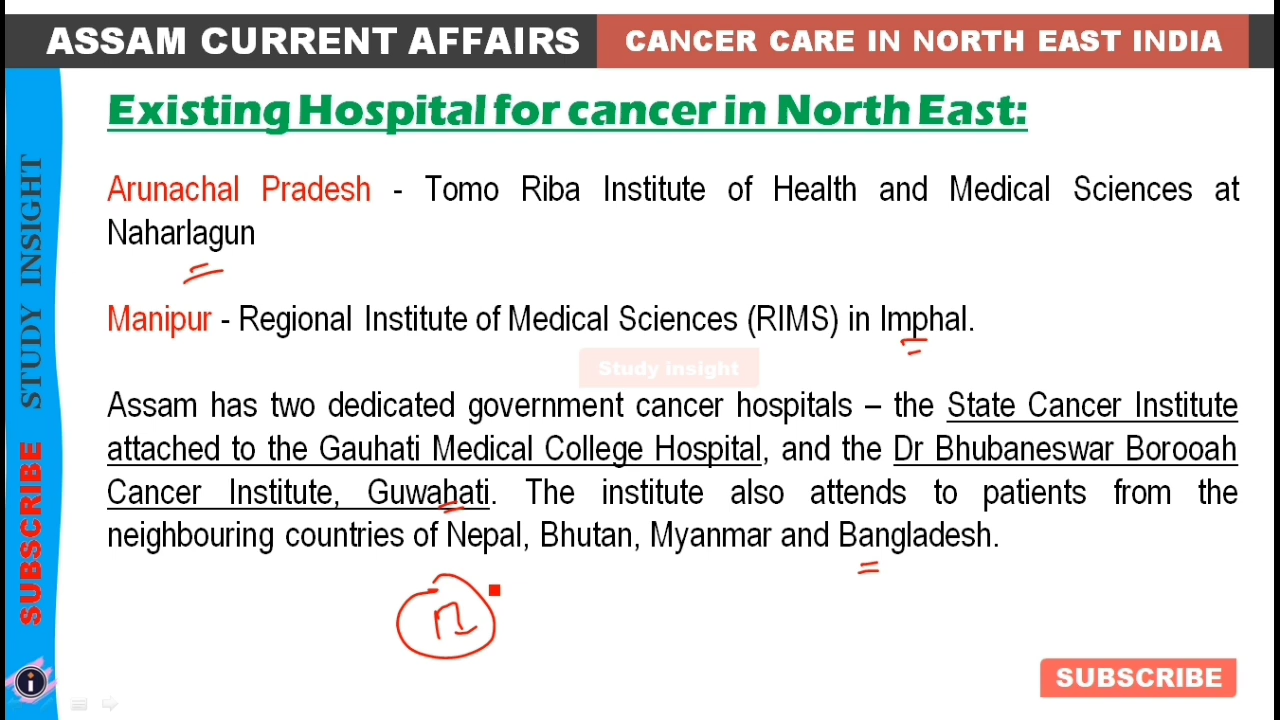 ASSAM CURRENT AFFAIRS
CANCER CARE IN NORTH EAST INDIA
Existing Hospital for cancer in North East:
Arunachal Pradesh - Tomo Riba Institute of Health and Medical Sciences at
Naharlagun
Manipur - Regional Institute of Medical Sciences (RIMS) in Imphal.
Study insight
Assam has two dedicated government cancer hospitals – the State Cancer Institute
attached to the Gauhati Medical College Hospital, and the Dr Bhubaneswar Borooah
Cancer Institute, Guwahati. The institute also attends to patients from the
neighbouring countries of Nepal, Bhutan, Myanmar and Bangladesh.
SUBSCRIBE STUDY INSIGHT
i
SUBSCRIBE